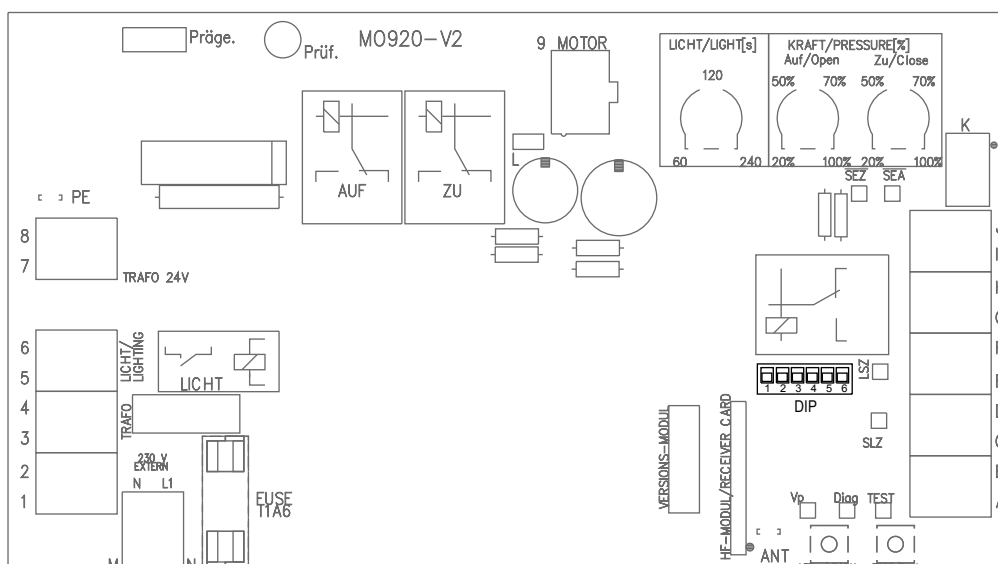 Präge.
Prüf.
MO920-V2
9 MOTOR
LICHT/LIGHT[s]
120
60
240
KRAFT/PRESSURE[%]
Auf/Open
Zu/Close
50%
70%
50%
70%
20%
100%
20%
100%
K
SEZ
SEA
L
AUF
ZU
PE
8
7
TRAFO 24V
6
5
LICHT/
LIGHTING
LICHT
4
3
TRAFO
2
1
230 V
EXTERN
N L1
FUSE
T1A6
M
N
1 2 3 4 5 6
DIP
LSZ
SLZ
VERSIONS-MODUL
HF-MODUL/RECEIVER CARD
Vp
Diag
TEST
ANT